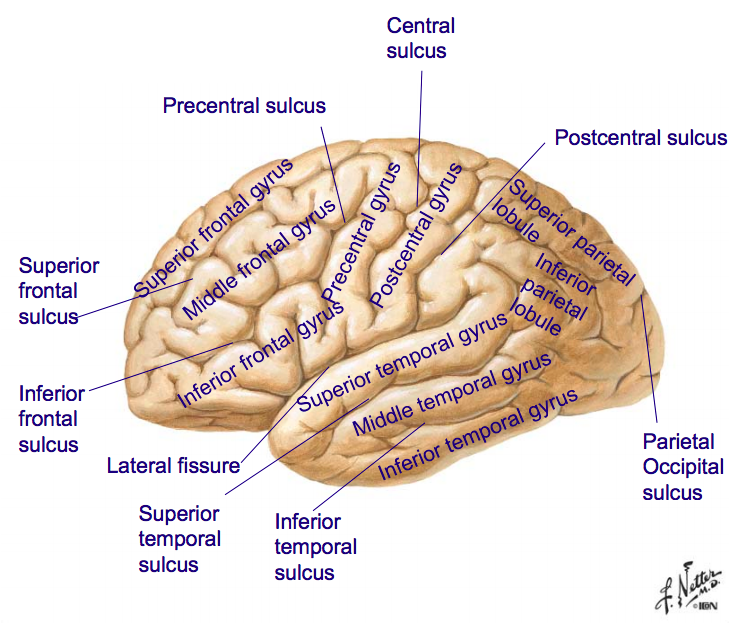 Central
sulcus
Precentral sulcus
Postcentral sulcus
Superior frontal gyrus
Middle frontal gyrus
Inferior frontal gyrus
Precentral gyrus
Postcentral gyrus
Superior parietal
lobule
Inferior
parietal
lobule
Superior
frontal
sulcus
Inferior
frontal
sulcus
Superior temporal gyrus
Middle temporal gyrus
Inferior temporal gyrus
Lateral fissure
Superior
temporal
sulcus
Inferior
temporal
sulcus
Parietal
Occipital
sulcus
F. Netter
M.D.